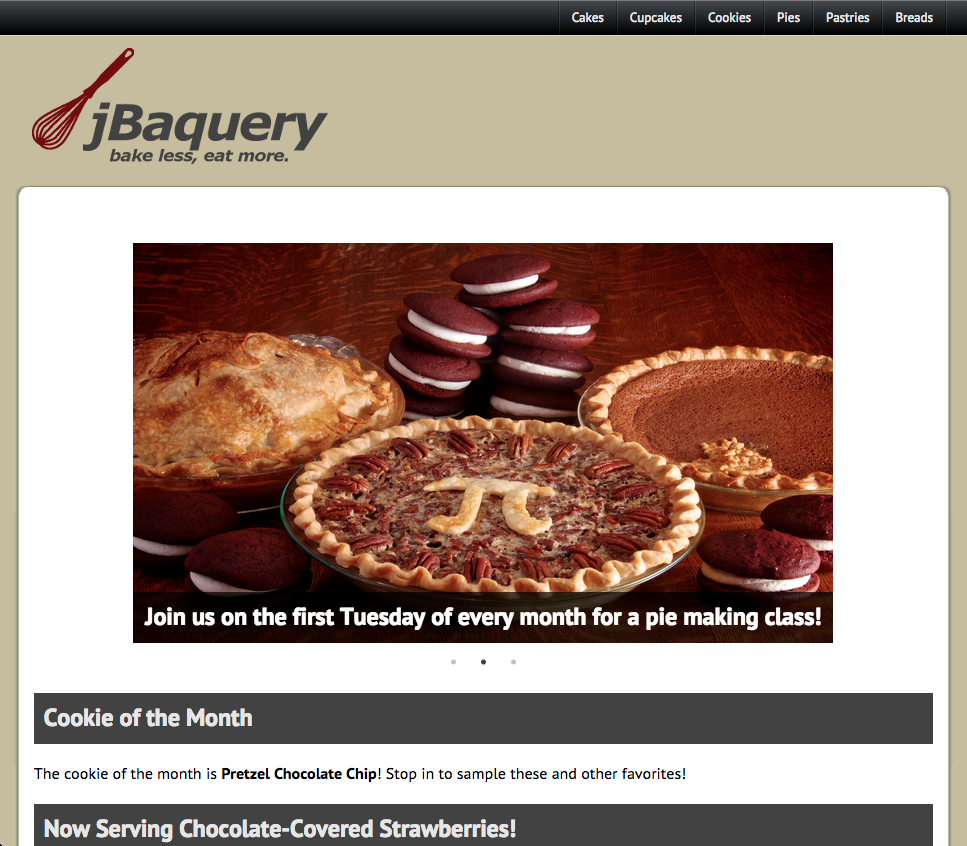 Cakes Cupcakes Cookies Pies Pastries Breads
jBaquery
bake less, eat more.
π
Join us on the first Tuesday of every month for a pie making class!
Cookie of the Month
The cookie of the month is Pretzel Chocolate Chip! Stop in to sample these and other favorites!
Now Serving Chocolate-Covered Strawberries!